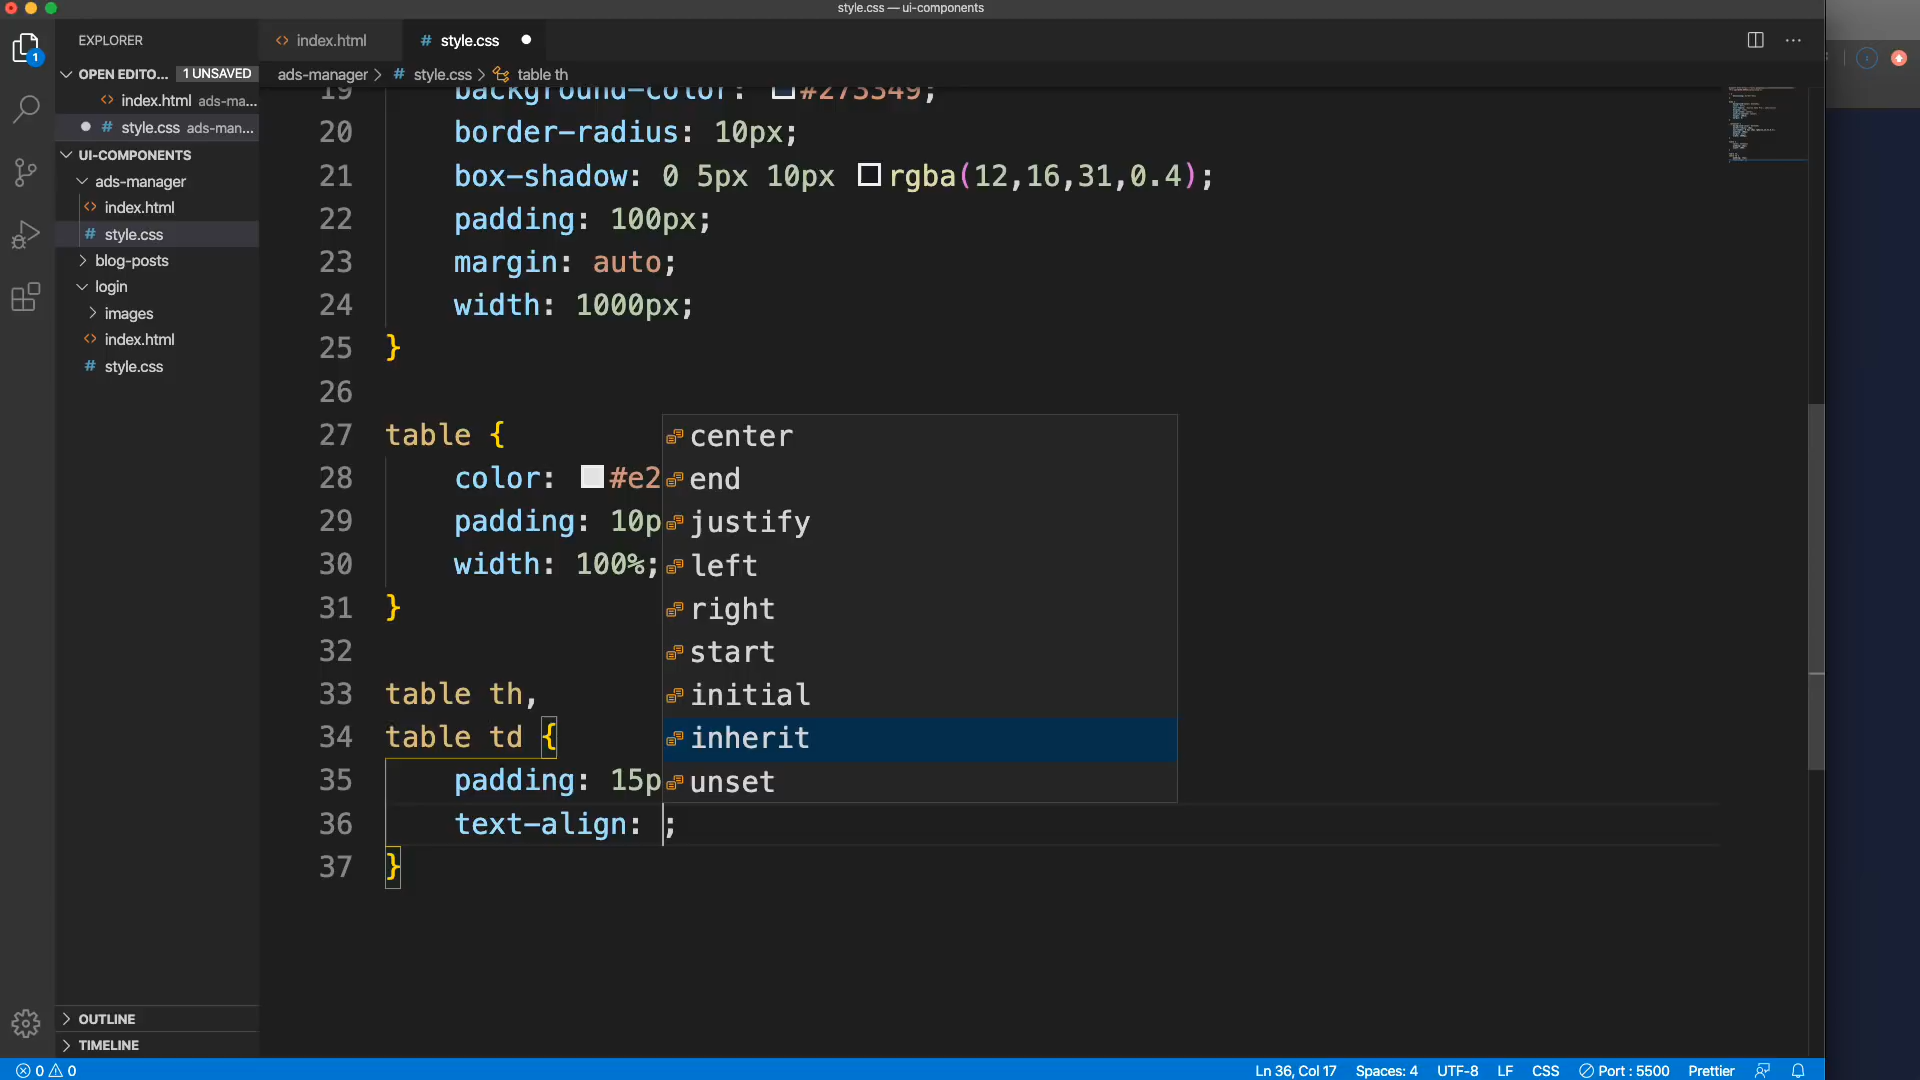 style.css — ui-components
EXPLORER
index.html
# style.css
OPEN EDITO... 1 UNSAVED
ads-manager > # style.css > table th
index.html ads-ma...
# style.css ads-man...
UI-COMPONENTS
ads-manager
index.html
# style.css
blog-posts
login
images
index.html
# style.css
19 background-color: #273349;
20 border-radius: 10px;
21 box-shadow: 0 5px 10px rgba(12,16,31,0.4);
22 padding: 100px;
23 margin: auto;
24 width: 1000px;
25 }
26
27 table {
28 color: #e2
29 padding: 10p
30 width: 100%;
31 }
32
33 table th,
34 table td {
35 padding: 15p
36 text-align: ;
37 }
center
end
justify
left
right
start
initial
inherit
unset
OUTLINE
TIMELINE
1
0 0
Ln 36, Col 17 Spaces: 4 UTF-8 LF CSS Port : 5500 Prettier